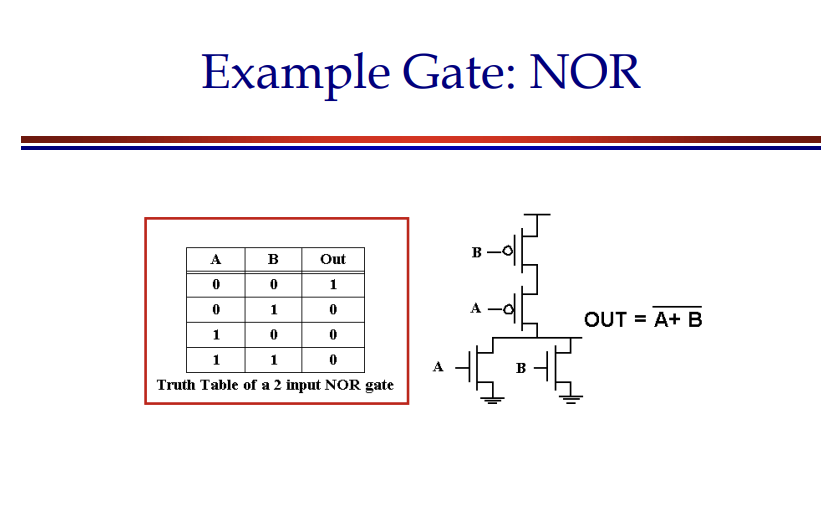 Example Gate: NOR
A B Out
0 0 1
0 1 0
1 0 0
1 1 0
Truth Table of a 2 input NOR gate
B
A
OUT = A+ B
A
B